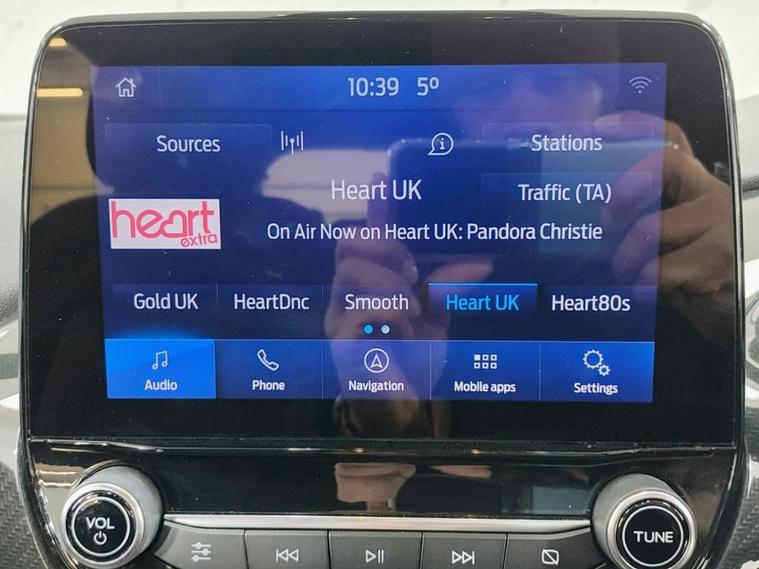 10:39 5º
Sources
Stations
Heart UK
Traffic (TA)
heart
extra
On Air Now on Heart UK: Pandora Christie
Gold UK HeartDnc Smooth Heart UK Heart80s
Audio Phone Navigation Mobile apps Settings
VOL
TUNE